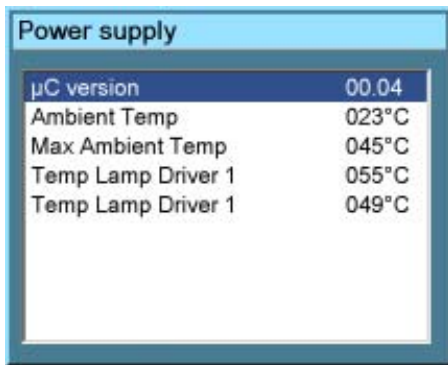 Power supply
µC version 00.04
Ambient Temp 023°C
Max Ambient Temp 045°C
Temp Lamp Driver 1 055°C
Temp Lamp Driver 1 049°C